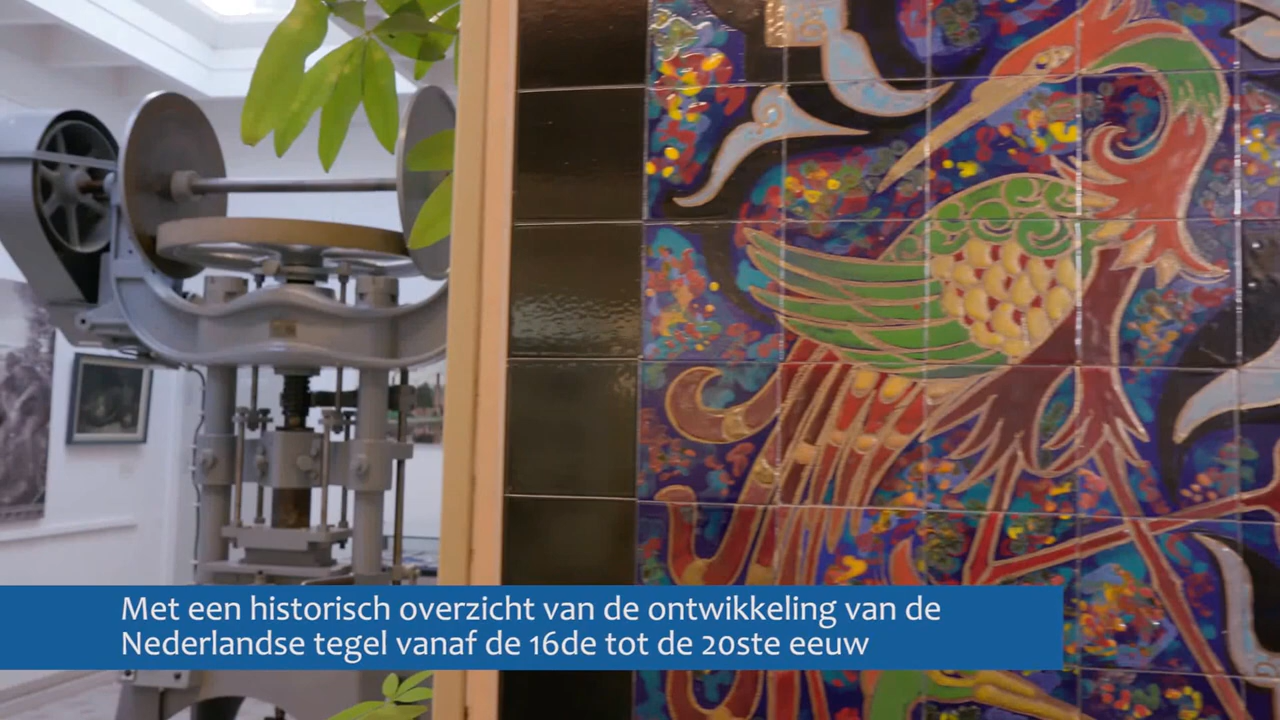 Met een historisch overzicht van de ontwikkeling van de
Nederlandse tegel vanaf de 16de tot de 20ste eeuw